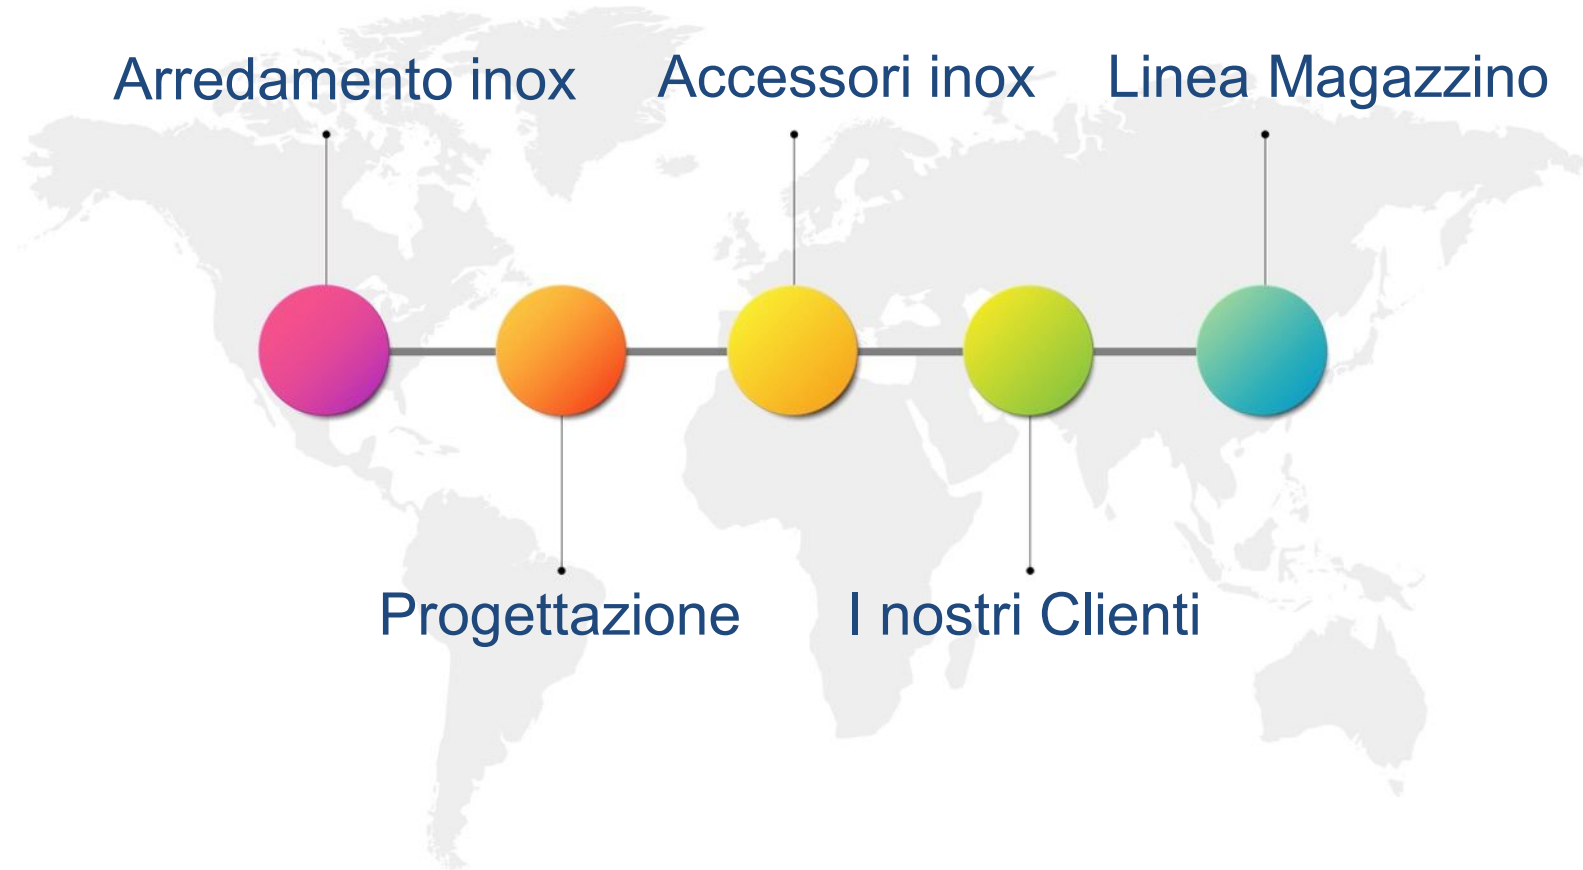 Arredamento inox
Accessori inox
Linea Magazzino
Progettazione
I nostri Clienti